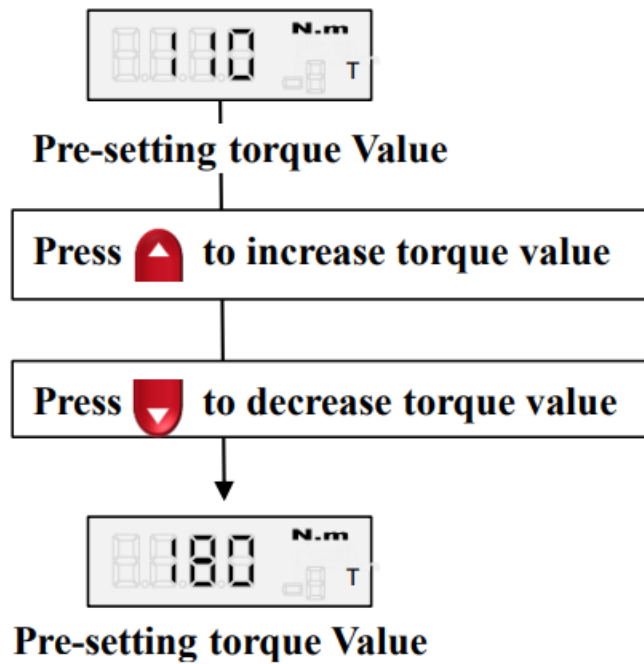 N.m
110
T
Pre-setting torque Value
Press to increase torque value
Press to decrease torque value
N.m
180
T
Pre-setting torque Value